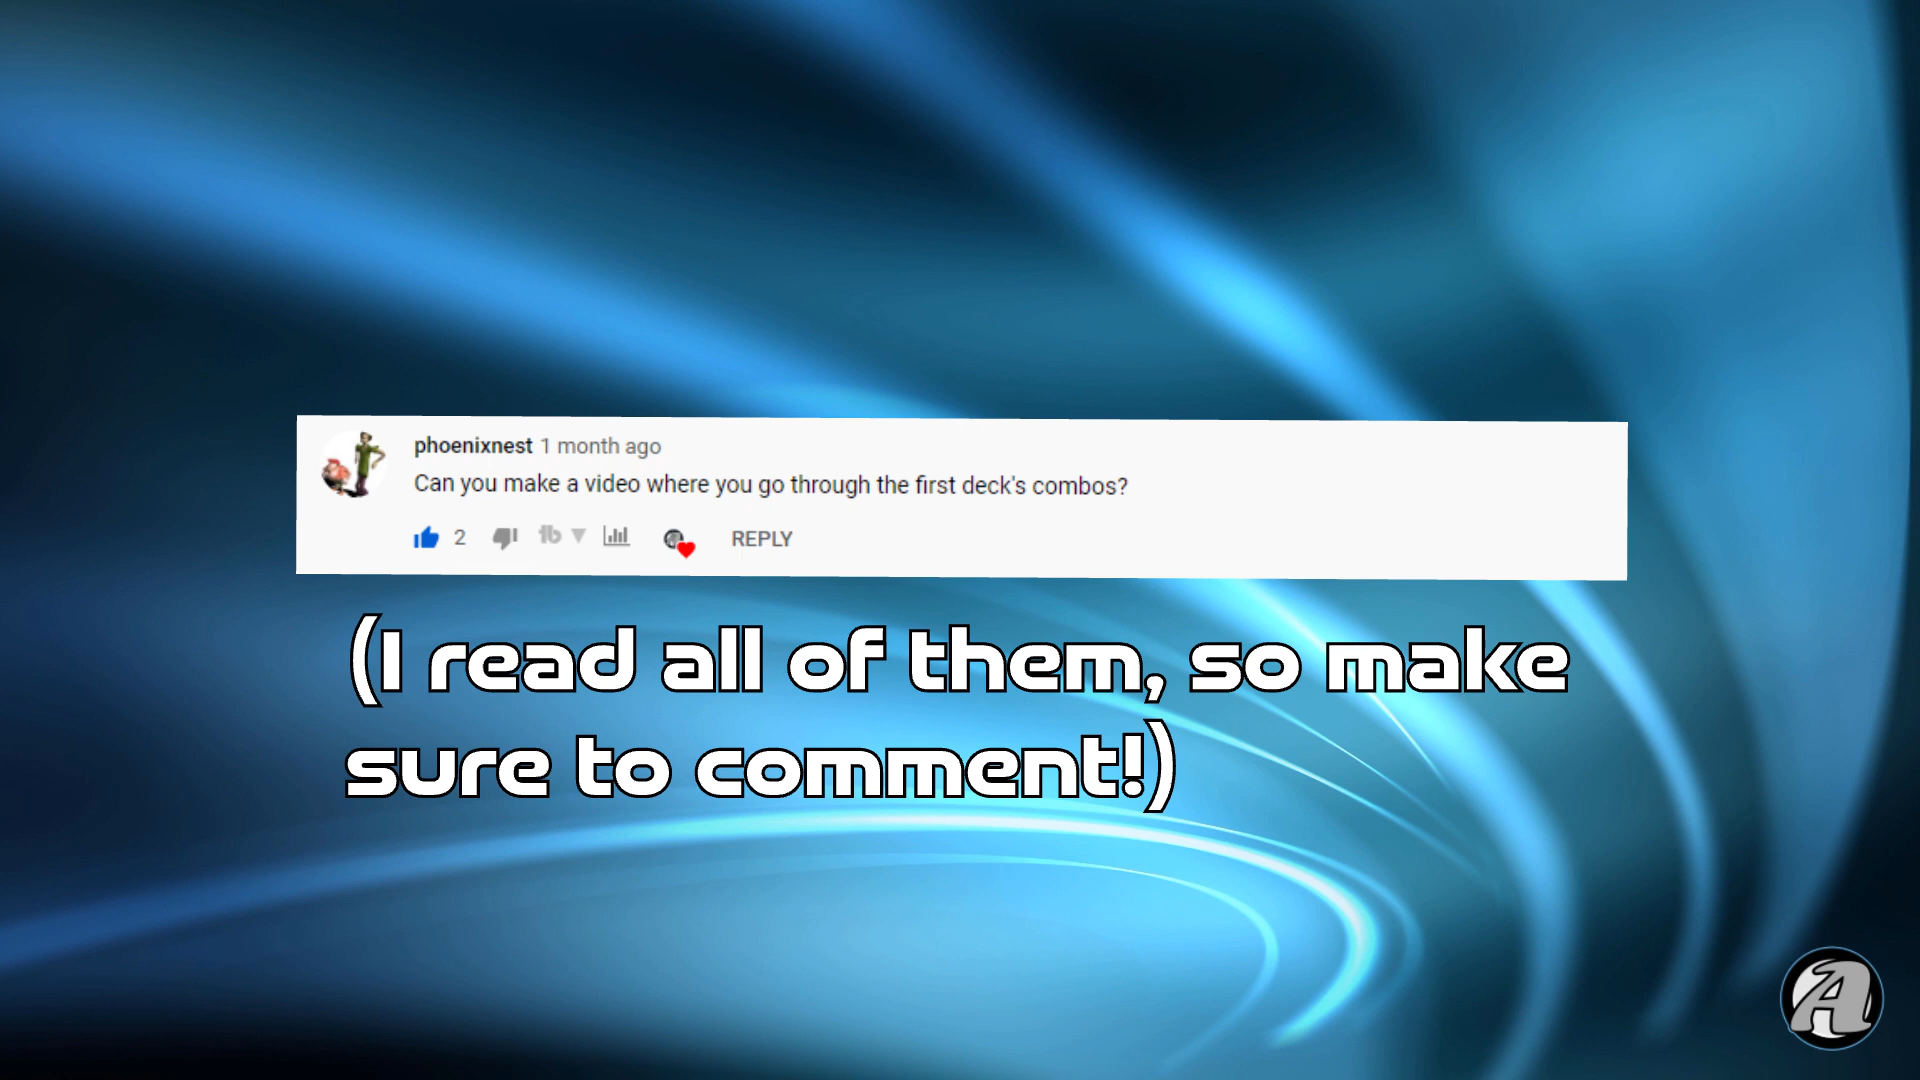 phoenixnest 1 month ago
Can you make a video where you go through the first deck's combos?
2 tb REPLY
(I read all of them, so make
sure to comment!)
A